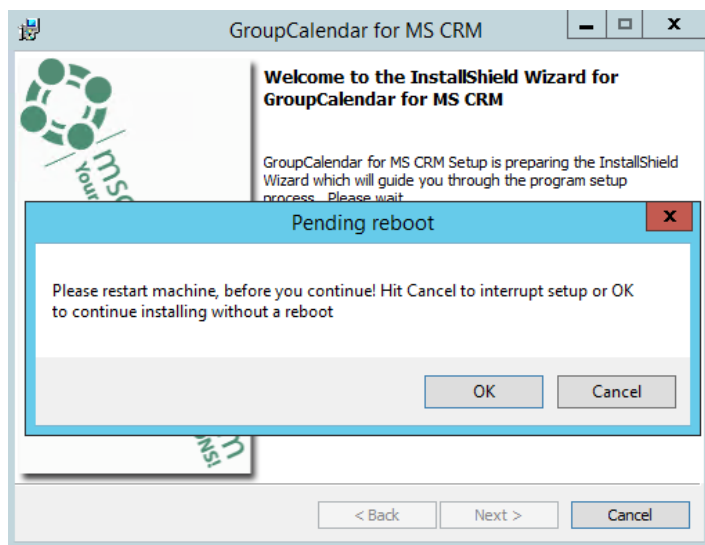 GroupCalendar for MS CRM
Welcome to the InstallShield Wizard for
GroupCalendar for MS CRM
GroupCalendar for MS CRM Setup is preparing the InstallShield
Wizard which will guide you through the program setup
process. Please wait.
Pending reboot
Please restart machine, before you continue! Hit Cancel to interrupt setup or OK
to continue installing without a reboot
OK
Cancel
< Back
Next >
Cancel